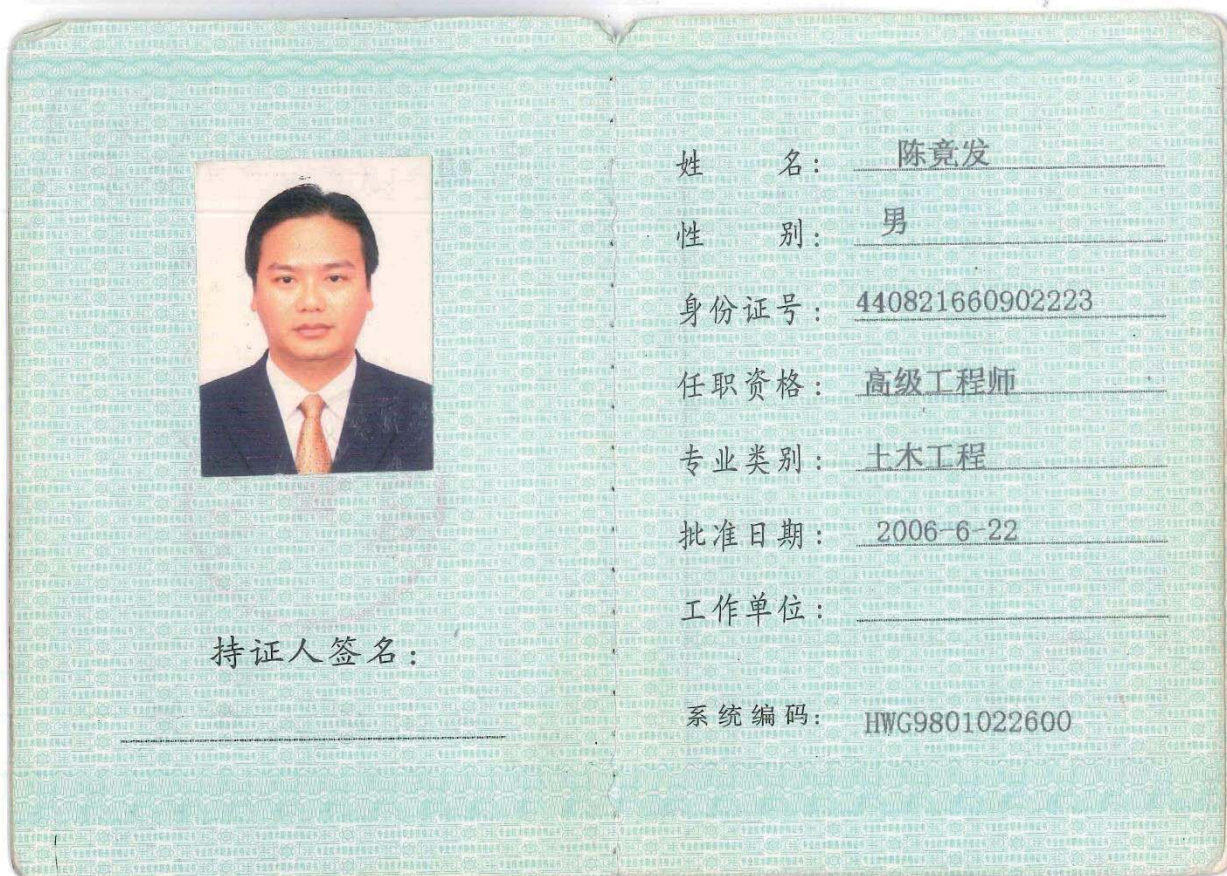 持证人签名:
姓 名: 陈竟发
性 别: 男
身份证号: 440821660902223
任职资格: 高级工程师
专业类别: 土木工程
批准日期: 2006-6-22
工作单位:
系统编码: HWG9801022600